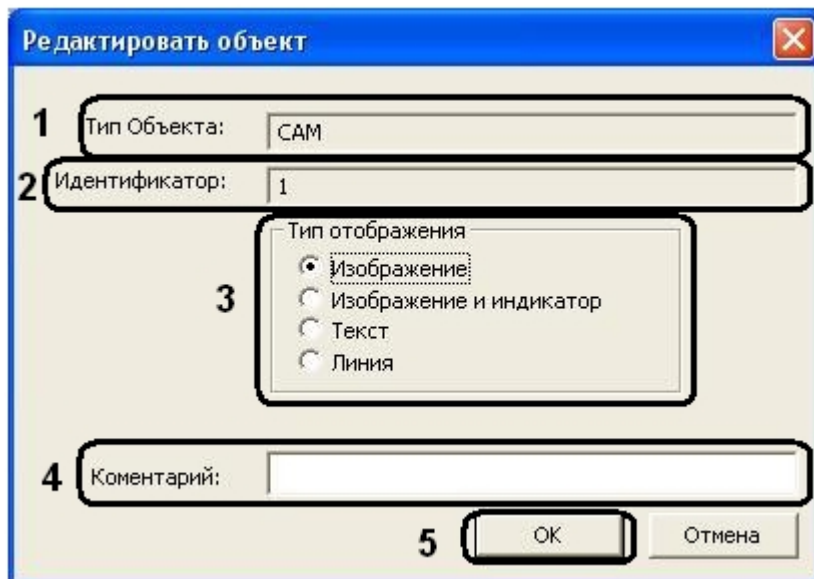 Редактировать объект
1 Тип Объекта: CAM
2 Идентификатор: 1
Тип отображения
Изображение
3 Изображение и индикатор
Текст
Линия
4 Коментарий:
5 OK Отмена